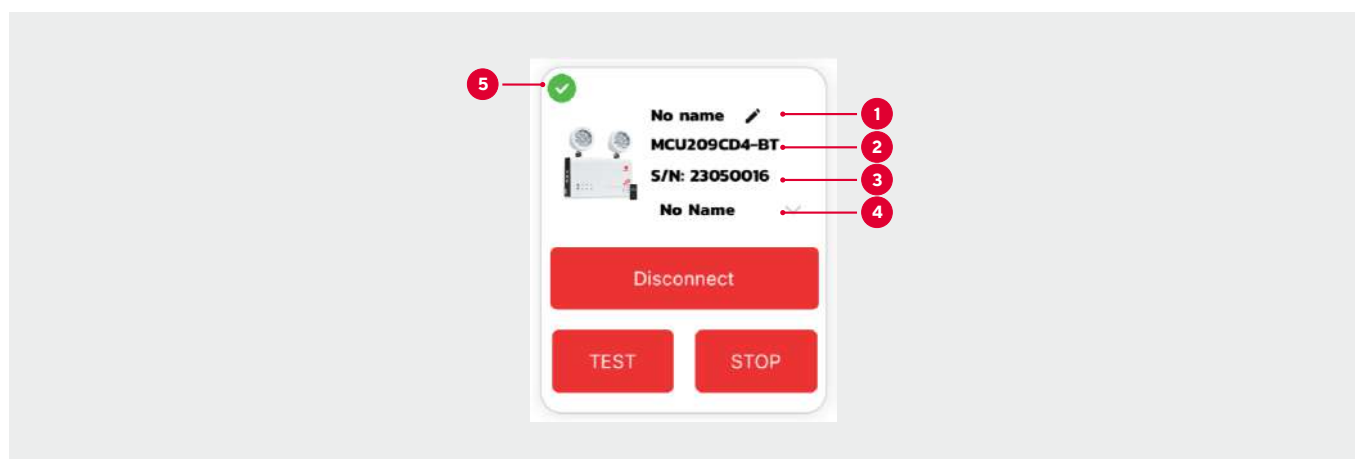 5
No name 1
MCU209CD4-BT 2
S/N: 23050016 3
No Name 4
Disconnect
TEST STOP